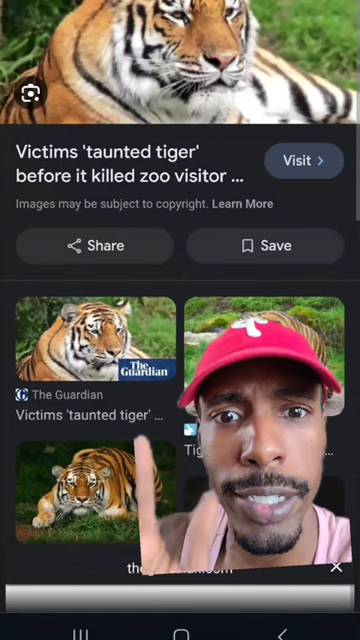 Victims 'taunted tiger'
before it killed zoo visitor ...
Visit >
Images may be subject to copyright. Learn More
Share
Save
The
Guardian
The Guardian
Victims 'taunted tiger' ...